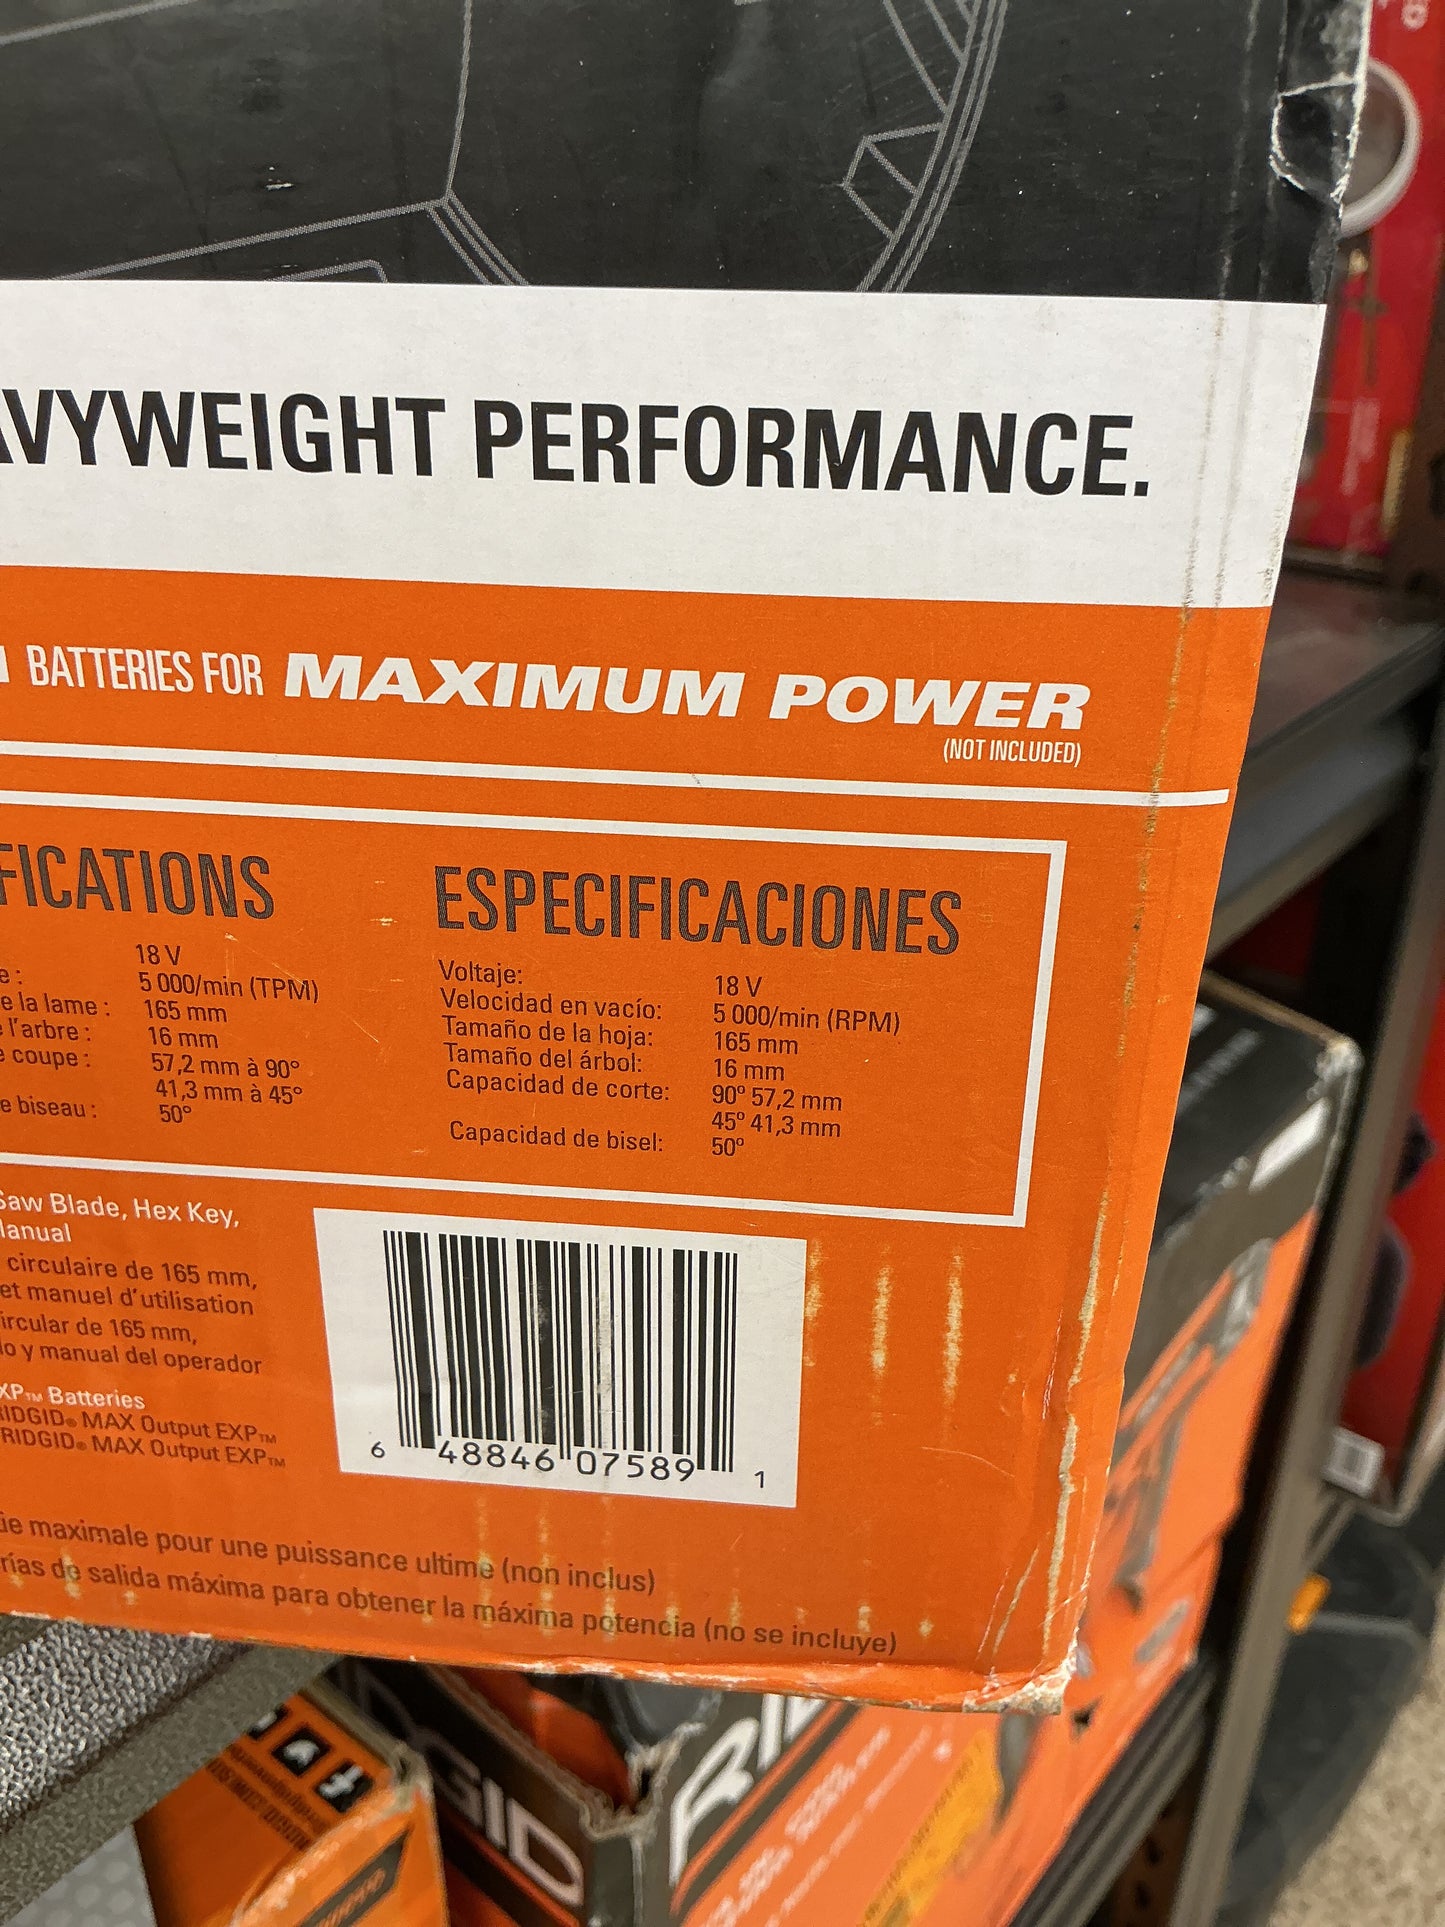 HEAVYWEIGHT PERFORMANCE.
BATTERIES FOR MAXIMUM POWER
(NOT INCLUDED)
FICATIONS
18 V
5 000/min (TPM)
e la lame : 165 mm
l'arbre : 16 mm
coupe : 57,2 mm à 90°
41,3 mm à 45°
biseau : 50°
ESPECIFICACIONES
Voltaje: 18 V
Velocidad en vacío: 5 000/min (RPM)
Tamaño de la hoja: 165 mm
Tamaño del árbol: 16 mm
Capacidad de corte: 90° 57,2 mm
45° 41,3 mm
Capacidad de bisel: 50°
Saw Blade, Hex Key,
Manual
circulaire de 165 mm,
et manuel d'utilisation
ircular de 165 mm,
y manual del operador
XP™ Batteries
RIDGID® MAX Output EXP™
RIDGID® MAX Output EXP™
6 48846 07589 1
maximale pour une puissance ultime (non inclus)
rías de salida máxima para obtener la máxima potencia (no se incluye)